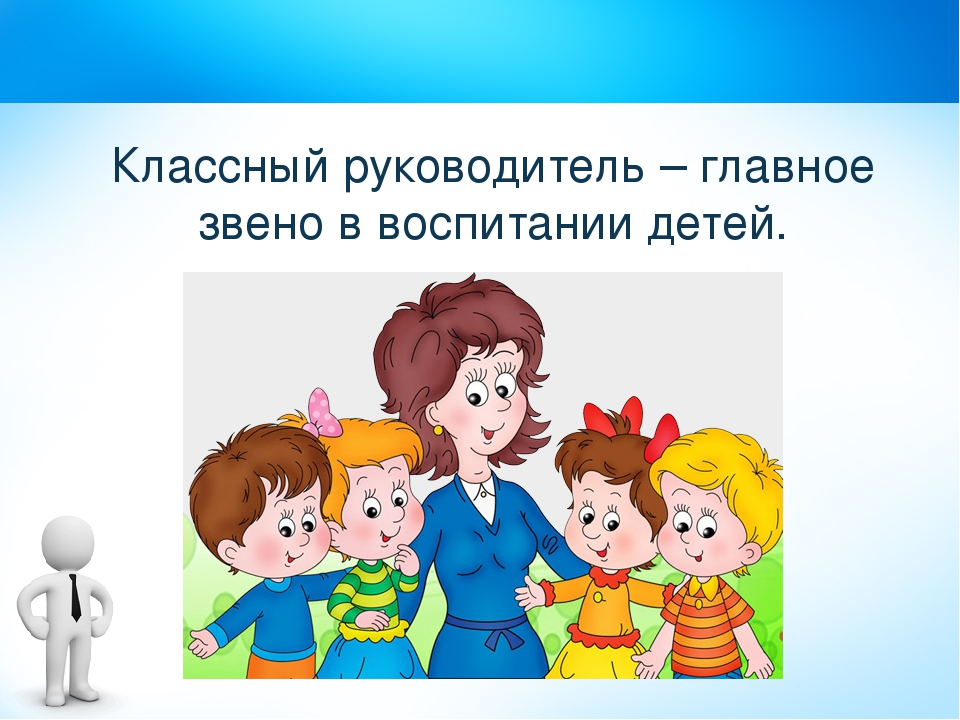 Классный руководитель – главное
звено в воспитании детей.